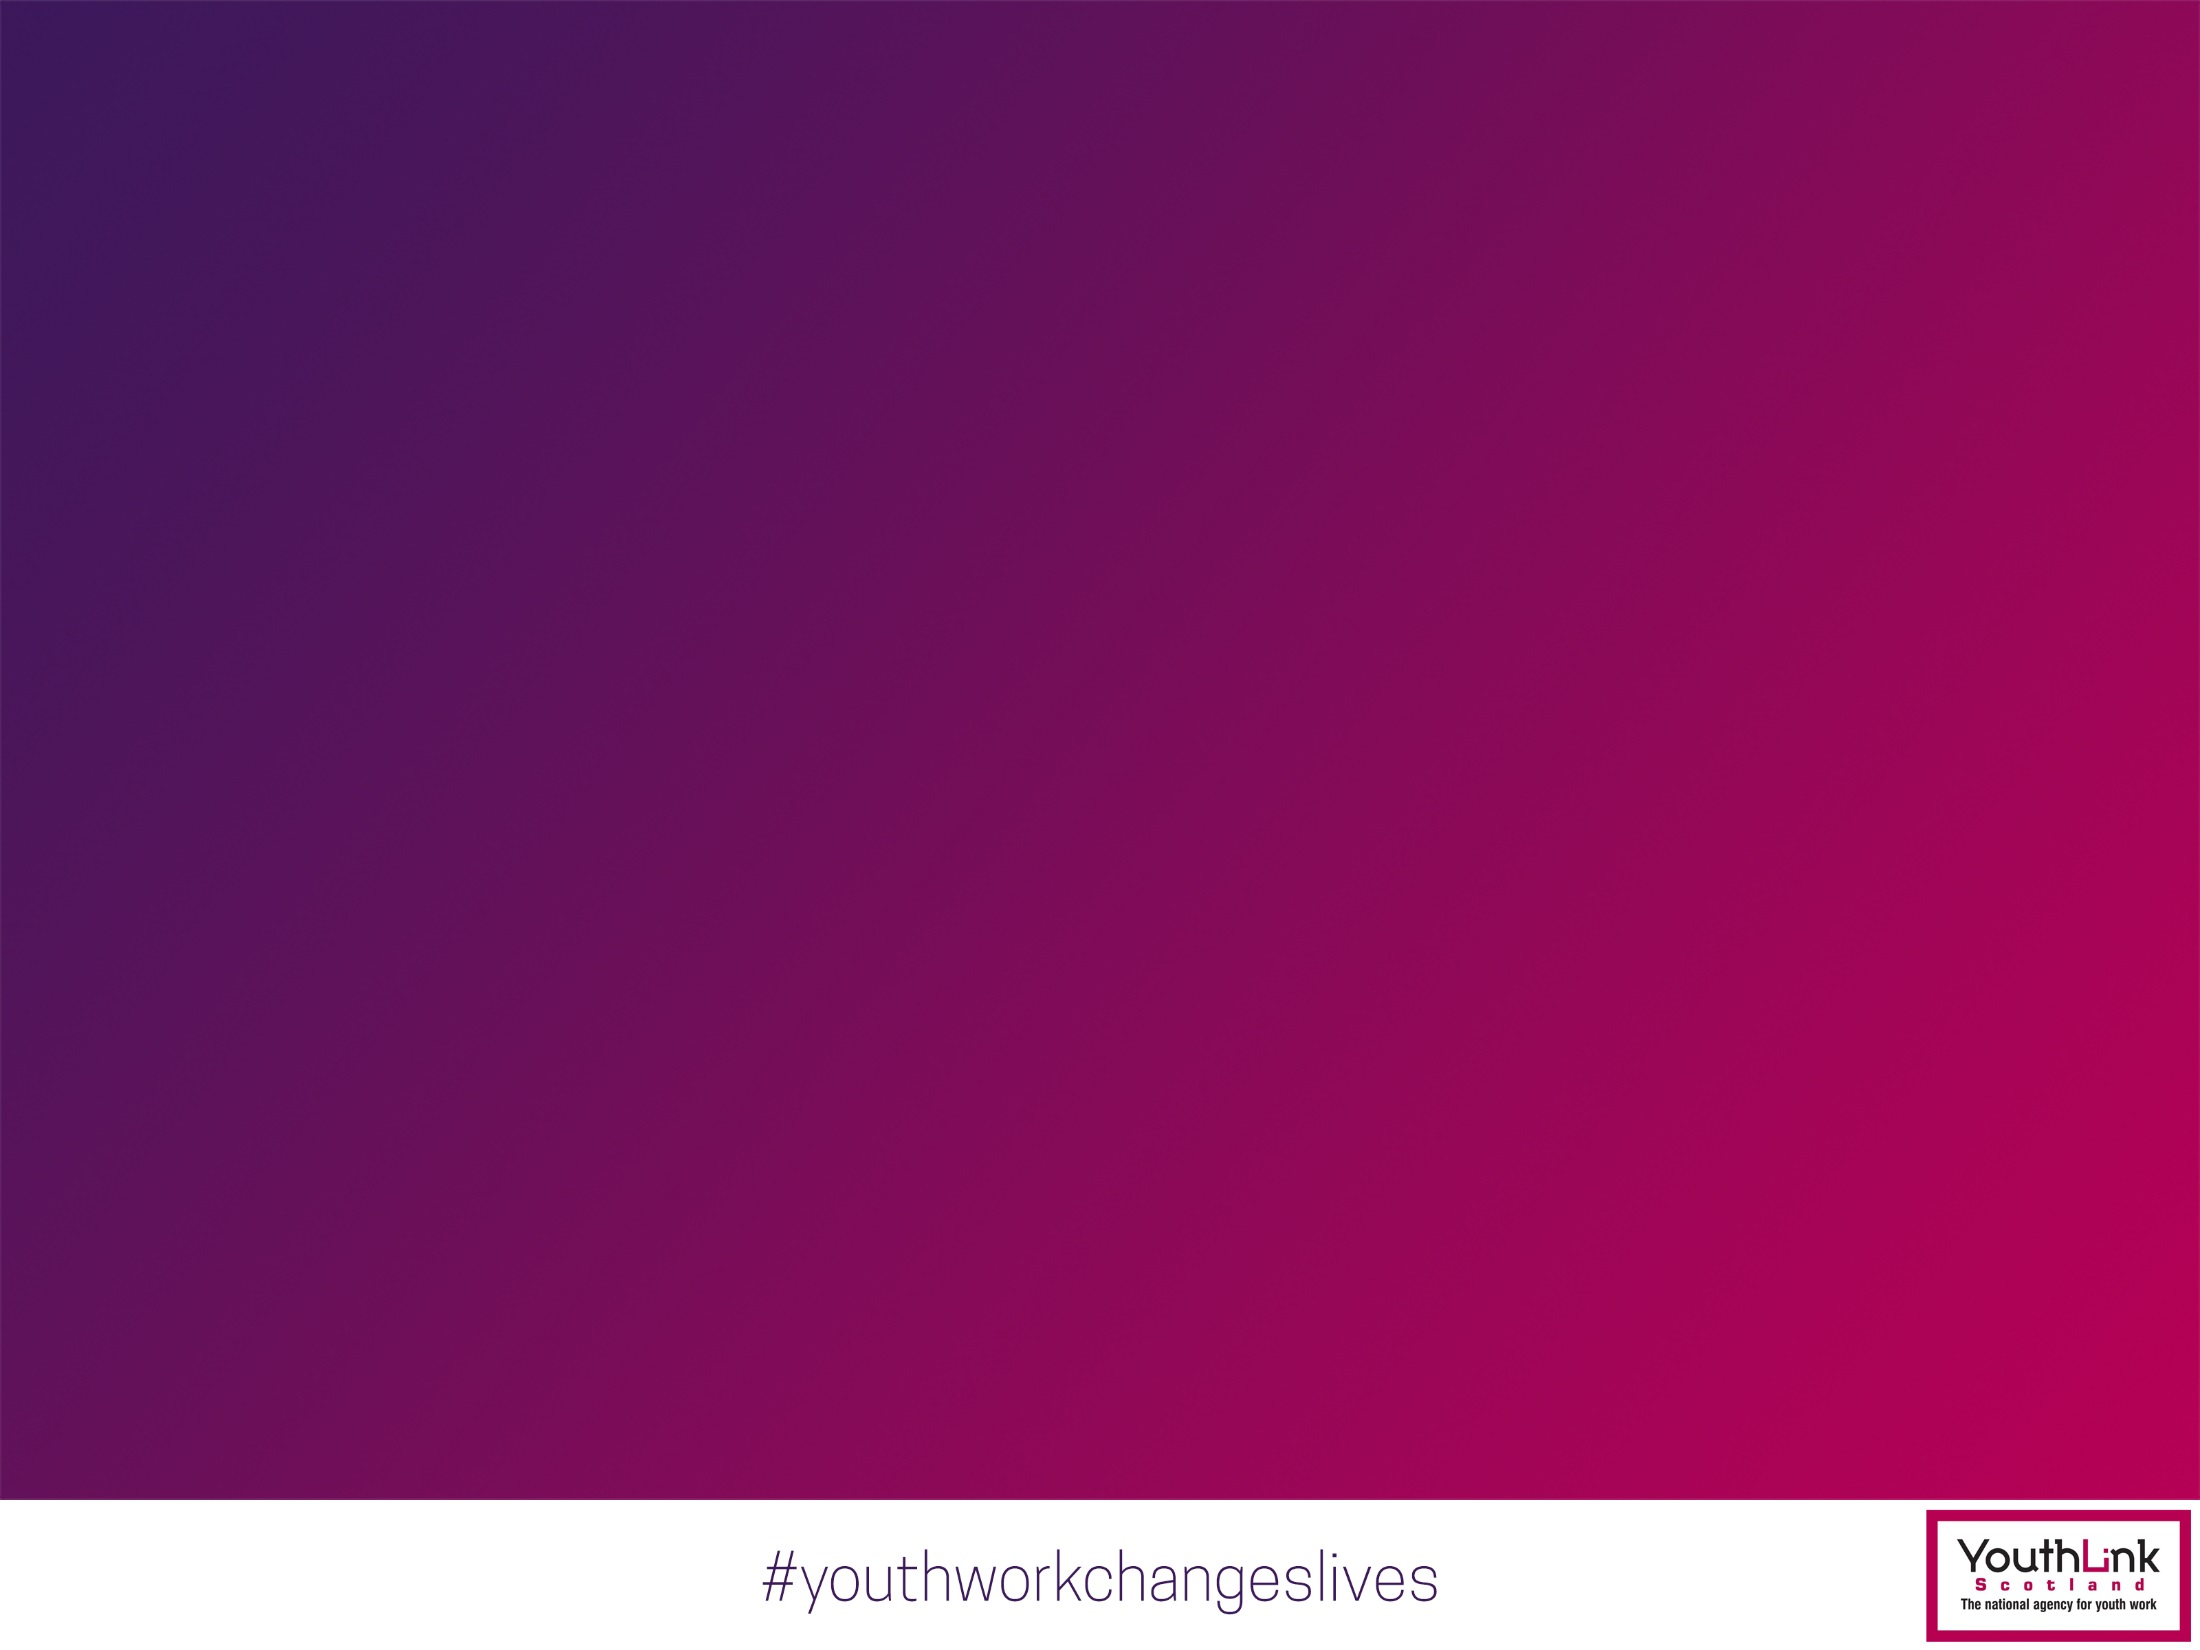 #youthworkchangeslives
YouthLink
Scotland
The national agency for youth work